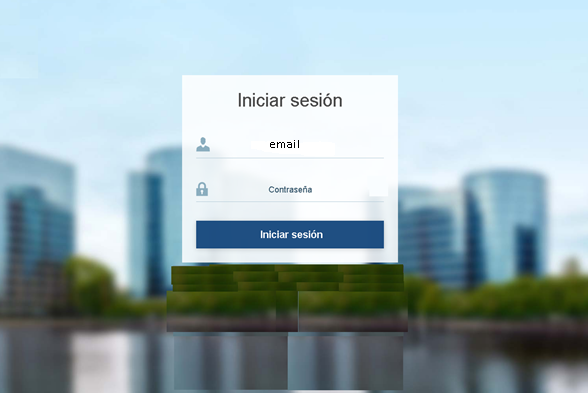 Iniciar sesión
email
Contraseña
Iniciar sesión